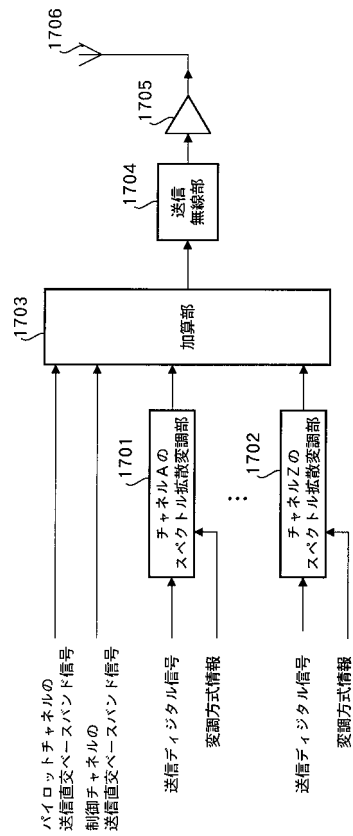 パイロットチャネルの
送信直交ベースバンド信号
制御チャネルの
送信直交ベースバンド信号
送信ディジタル信号
変調方式情報
送信ディジタル信号
変調方式情報
1701
チャネルAの
スペクトル拡散変調部
⋮
1702
チャネルZの
スペクトル拡散変調部
1703
加算部
1704
送信
無線部
1705
1706